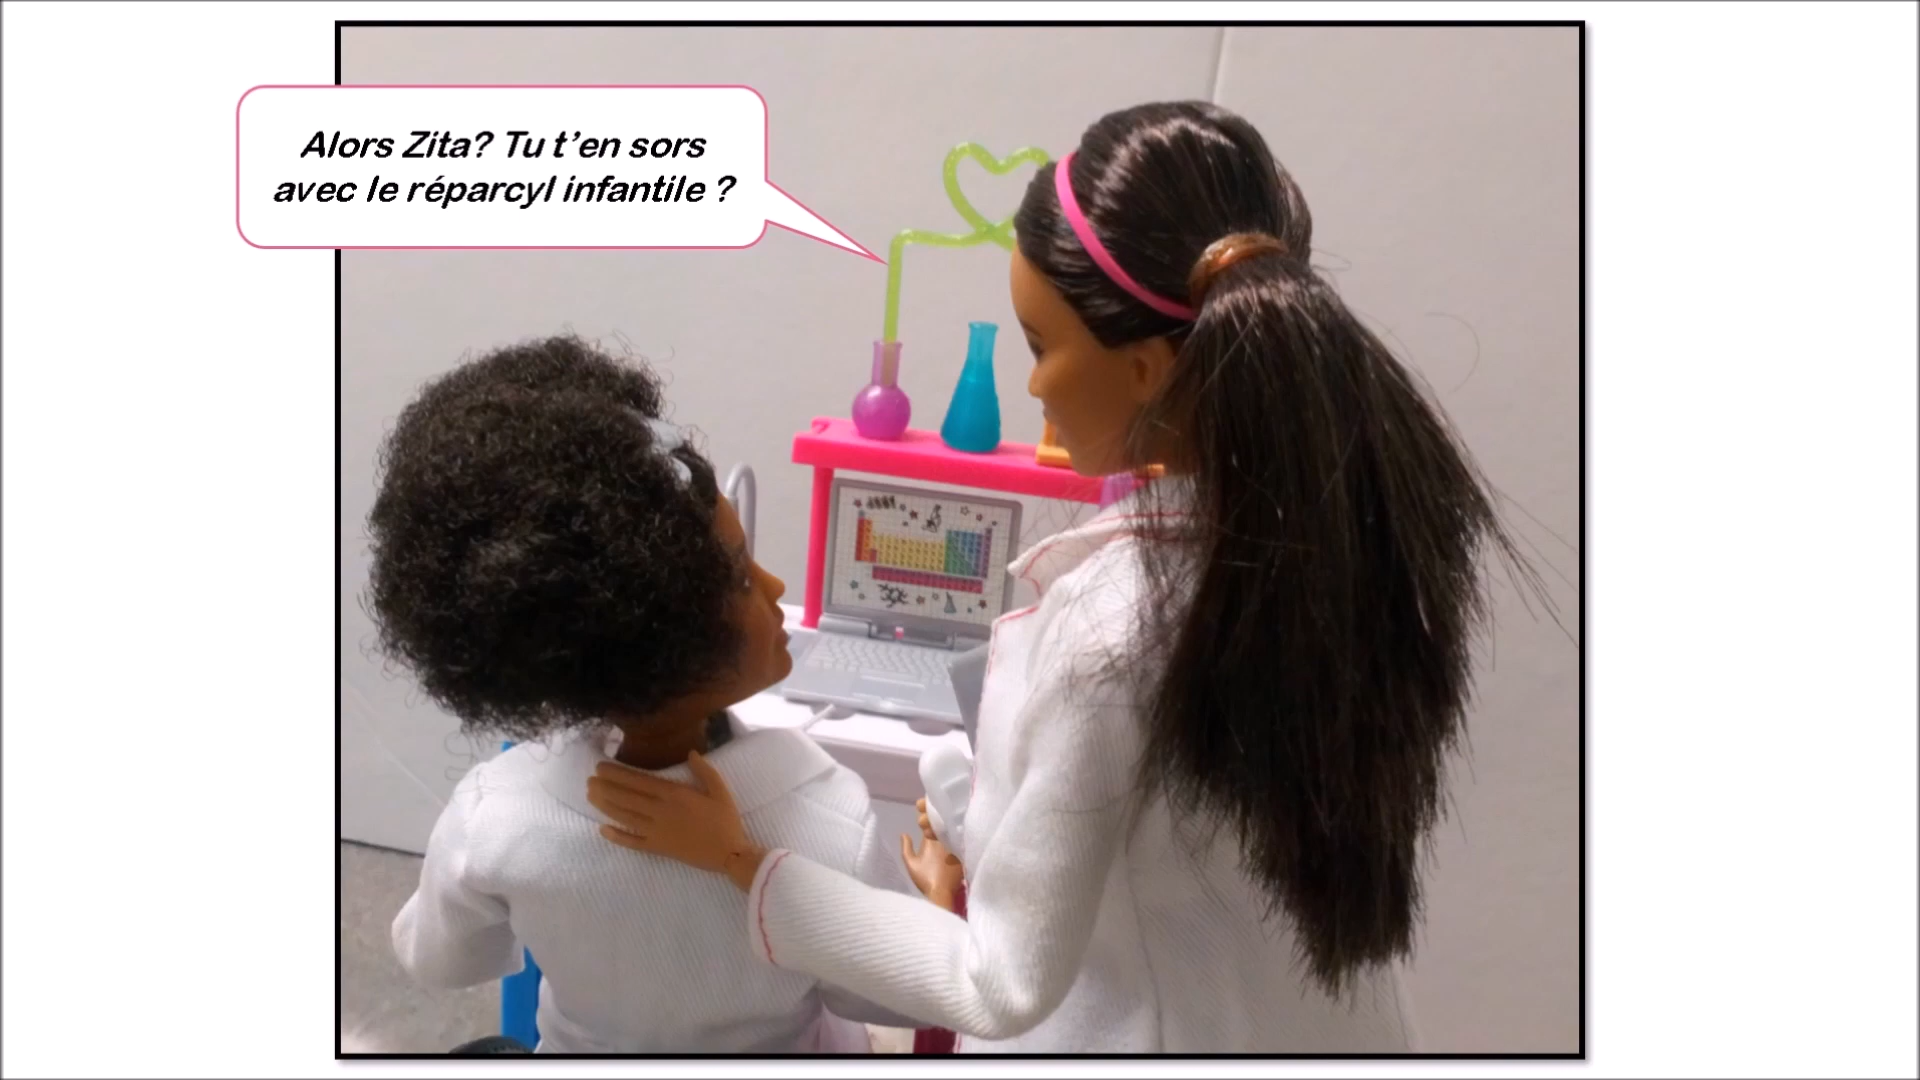 Alors Zita? Tu t’en sors
avec le réparcyl infantile ?